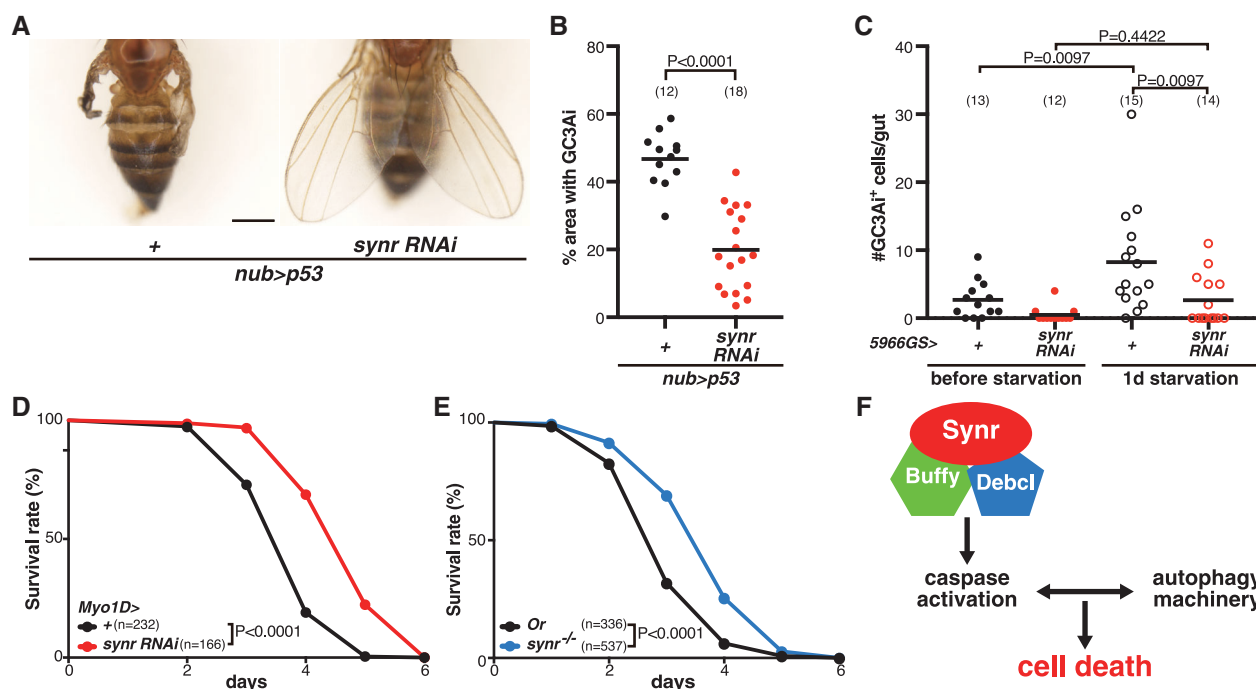 A
+
synr RNAi
nub>p53
B
80
60
40
20
0
% area with GC3Ai
P<0.0001
(12)
(18)
+
synr
RNAi
nub>p53
C
40
30
20
10
0
#GC3Ai+ cells/gut
P=0.4422
P=0.0097
P=0.0097
(13)
(12)
(15)
(14)
5966GS>
+
synr
RNAi
+
synr
RNAi
before starvation
1d starvation
D
100
50
0
Survival rate (%)
Myo1D>
+(n=232)
synr RNAi(n=166)
P<0.0001
0
2
4
6
days
E
100
50
0
Survival rate (%)
Or (n=336)
synr-/- (n=537)
P<0.0001
0
2
4
6
days
F
Synr
Buffy
Debcl
caspase
activation
autophagy
machinery
cell death